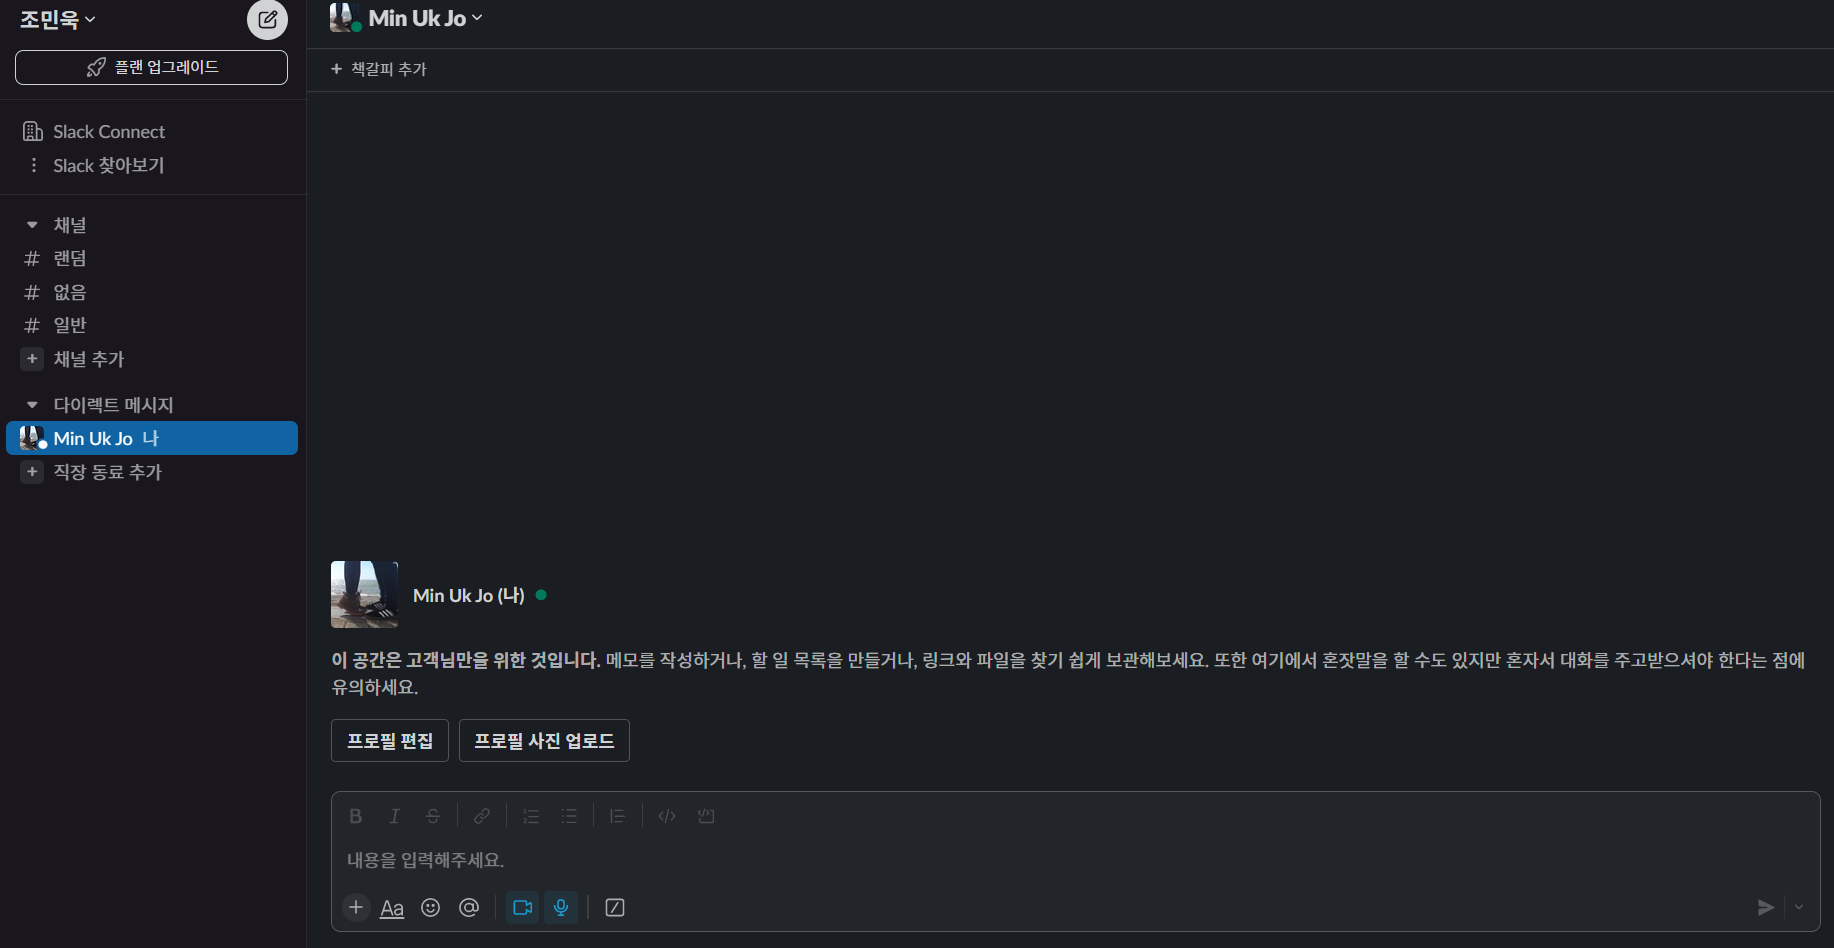 조민욱
플랜 업그레이드
Slack Connect
Slack 찾아보기
채널
# 랜덤
# 없음
# 일반
+ 채널 추가
다이렉트 메시지
Min Uk Jo 나
+ 직장 동료 추가
Min Uk Jo
+ 책갈피 추가
Min Uk Jo (나)
이 공간은 고객님만을 위한 것입니다. 메모를 작성하거나, 할 일 목록을 만들거나, 링크와 파일을 찾기 쉽게 보관해보세요. 또한 여기에서 혼잣말을 할 수도 있지만 혼자서 대화를 주고받으셔야 한다는 점에
유의하세요.
프로필 편집 프로필 사진 업로드
B I S
내용을 입력해주세요.
+ Aa @